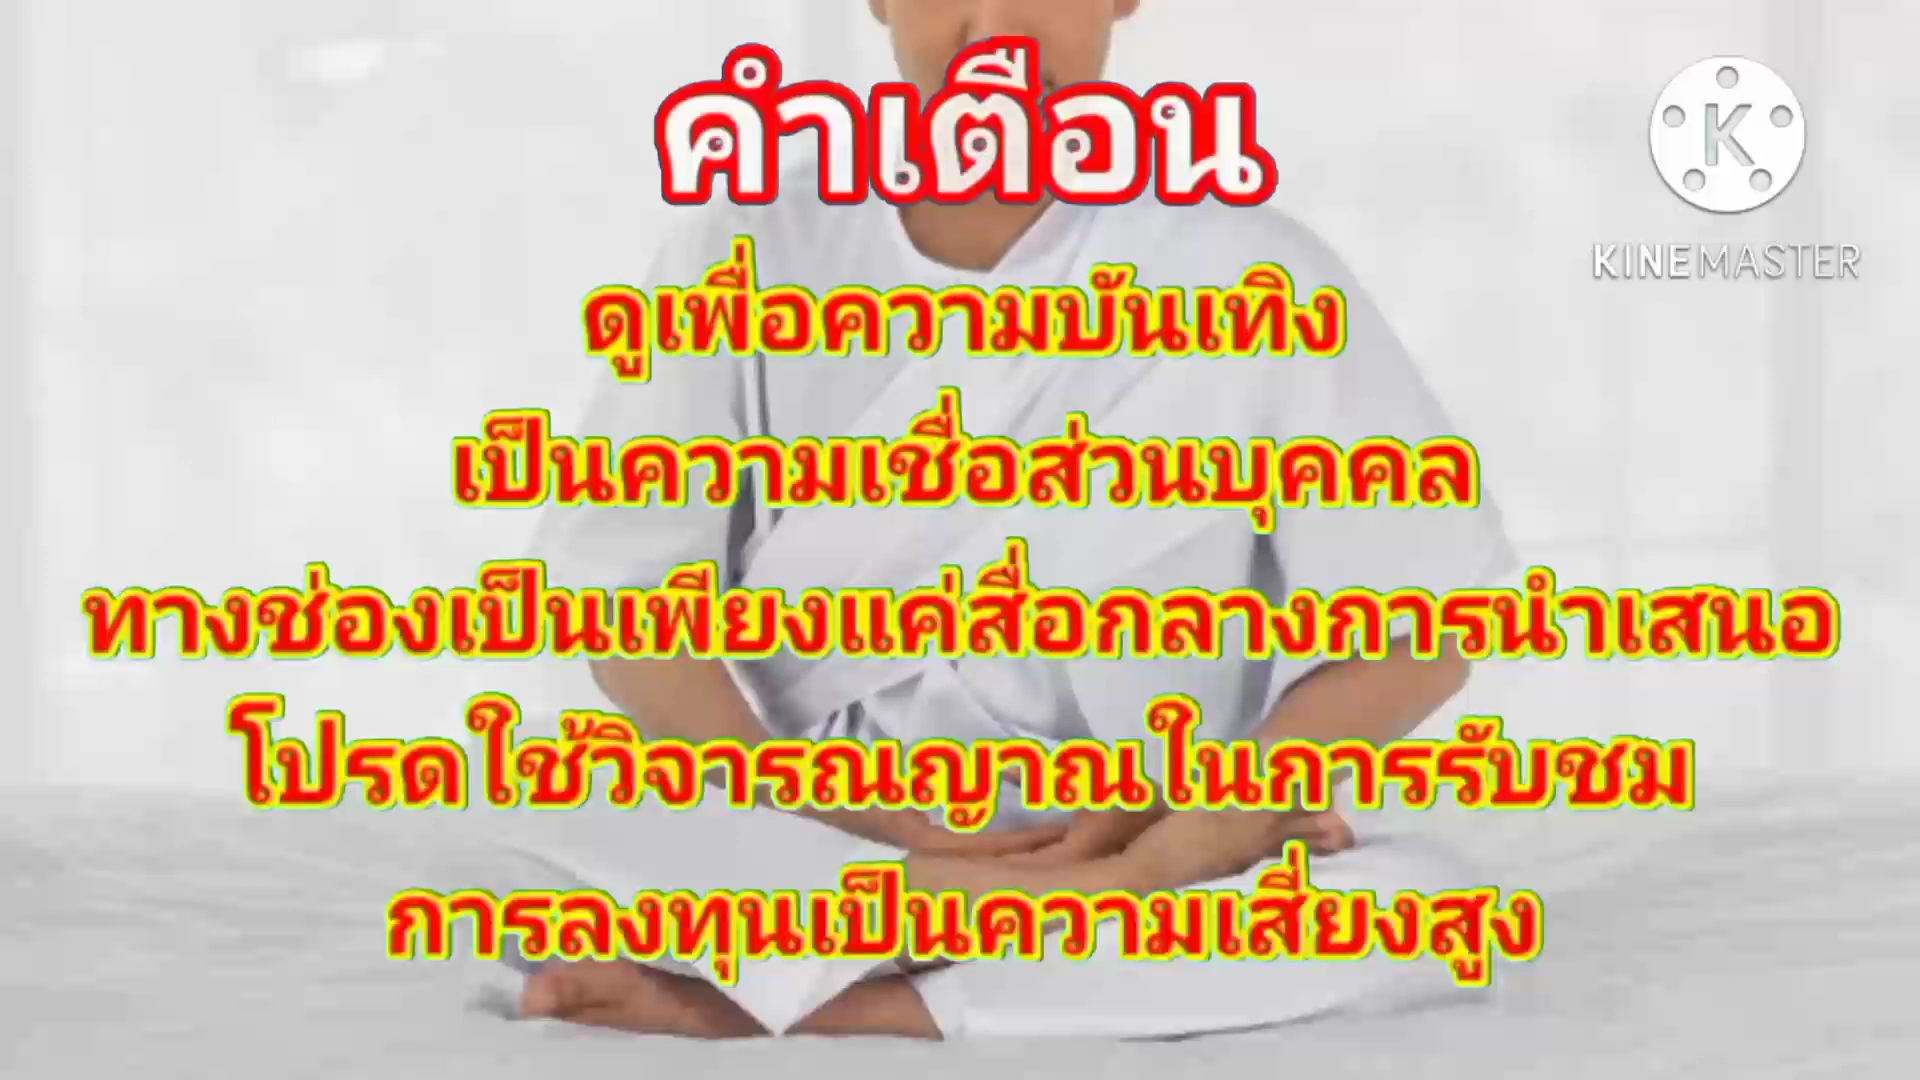 คำเตือน
KINEMASTER
ดูเพื่อความบันเทิง
เป็นความเชื่อส่วนบุคคล
ทางช่องเป็นเพียงแค่สื่อกลางการนำเสนอ
โปรดใช้วิจารณญาณในการรับชม
การลงทุนเป็นความเสี่ยงสูง